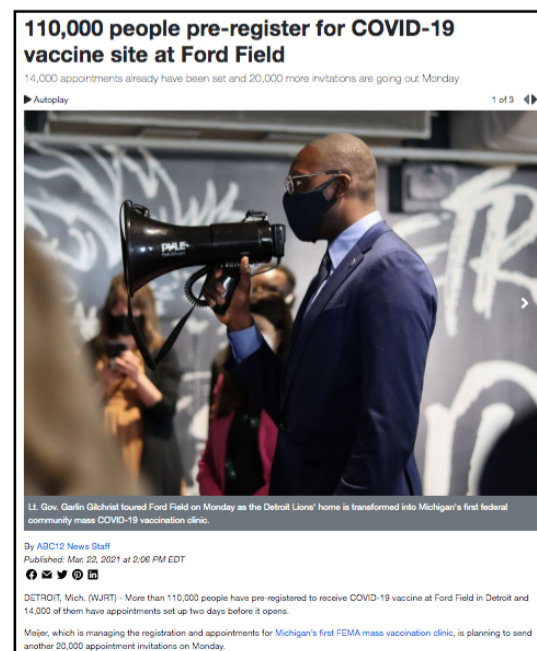 110,000 people pre-register for COVID-19
vaccine site at Ford Field
14,000 appointments already have been set and 20,000 more invitations are going out Monday
Autoplay
1 of 3
PYLE
Lt. Gov. Garlin Gilchrist toured Ford Field on Monday as the Detroit Lions' home is transformed into Michigan's first federal
community mass COVID-19 vaccination clinic.
By ABC12 News Staff
Published: Mar. 22, 2021 at 2:06 PM EDT
DETROIT, Mich. (WJRT) - More than 110,000 people have pre-registered to receive COVID-19 vaccine at Ford Field in Detroit and
14,000 of them have appointments set up two days before it opens.
Meijer, which is managing the registration and appointments for Michigan's first FEMA mass vaccination clinic, is planning to send
another 20,000 appointment invitations on Monday.